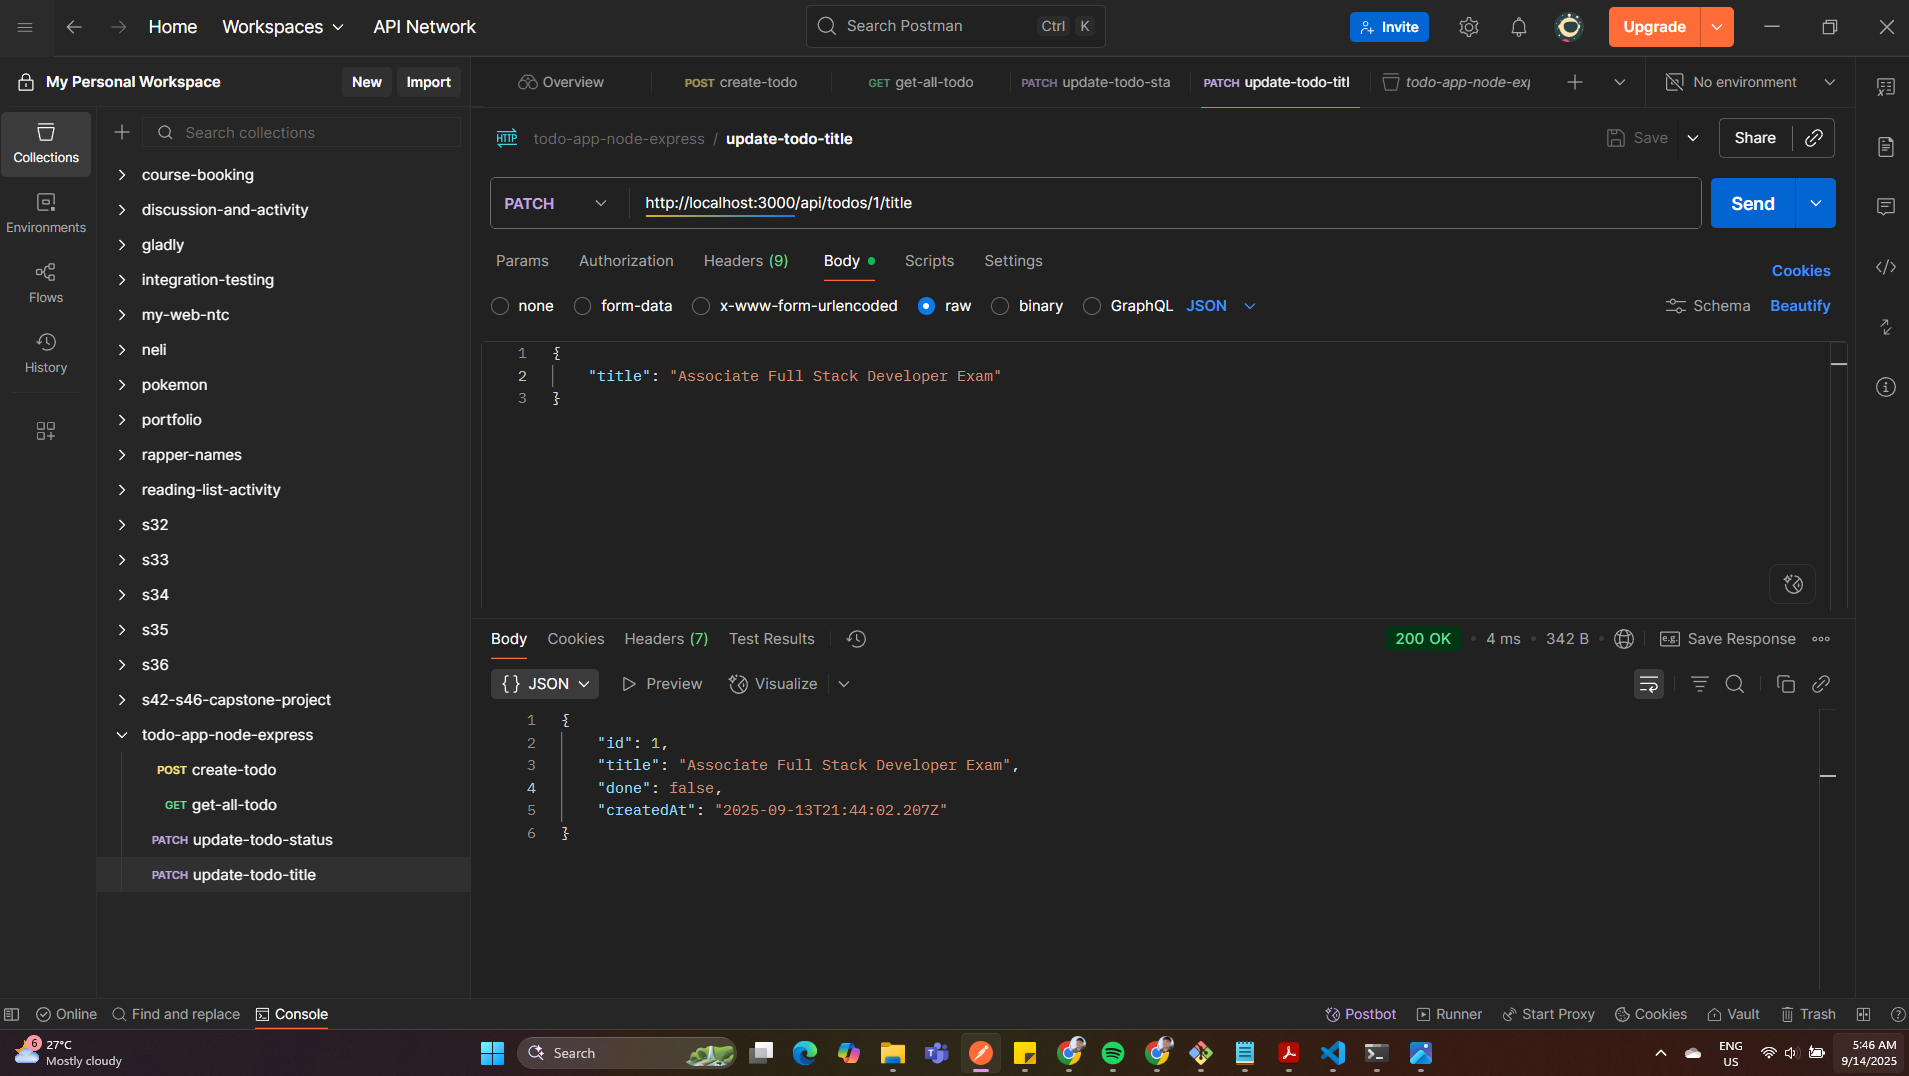 Home
Workspaces
API Network
Search Postman
Ctrl
K
Invite
Upgrade
My Personal Workspace
New
Import
Overview
POST create-todo
GET get-all-todo
PATCH update-todo-sta
PATCH update-todo-titl
todo-app-node-exp
No environment
Search collections
HTTP
todo-app-node-express / update-todo-title
Save
Share
Collections
Environments
Flows
History
course-booking
discussion-and-activity
gladly
integration-testing
my-web-ntc
neli
pokemon
portfolio
rapper-names
reading-list-activity
s32
s33
s34
s35
s36
s42-s46-capstone-project
todo-app-node-express
POST create-todo
GET get-all-todo
PATCH update-todo-status
PATCH update-todo-title
PATCH
http://localhost:3000/api/todos/1/title
Send
Params
Authorization
Headers (9)
Body
Scripts
Settings
Cookies
none
form-data
x-www-form-urlencoded
raw
binary
GraphQL
JSON
Schema
Beautify
1 {
2 "title": "Associate Full Stack Developer Exam"
3 }
Body
Cookies
Headers (7)
Test Results
200 OK
4 ms
342 B
e.g. Save Response
{} JSON
Preview
Visualize
1 {
2 "id": 1,
3 "title": "Associate Full Stack Developer Exam",
4 "done": false,
5 "createdAt": "2025-09-13T21:44:02.207Z"
6 }
Online
Find and replace
Console
Postbot
Runner
Start Proxy
Cookies
Vault
Trash
6
27°C
Mostly cloudy
Search
ENG
US
5:46 AM
9/14/2025